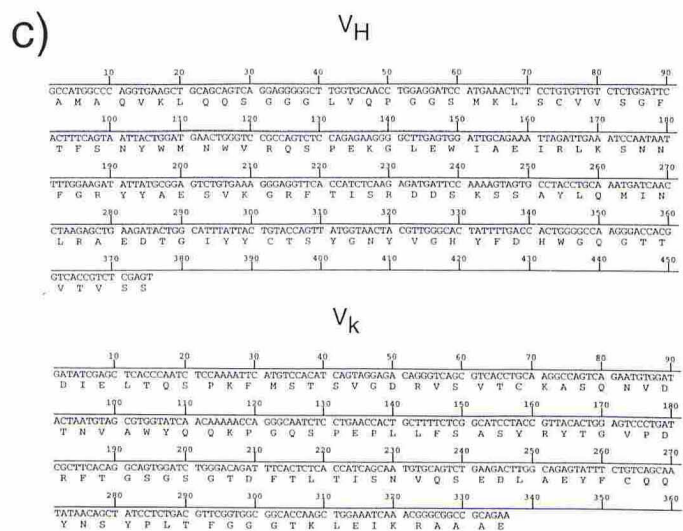 c)
V_H
10 20 30 40 50 60 70 80 90
GCCATGGCCC AGGTGAAGCT GCAGCAGTCA GGAGGGGGCT TGGTGCAACC TGGAGGATCC ATGAAACTCT CCTGTGTTGT CTCTGGATTC
A M A Q V K L Q Q S G G G L V Q P G G S M K L S C V V S G F
100 110 120 130 140 150 160 170 180
ACTTTCAGTA ATTACTGGAT GAACTGGGTC CGCCAGTCTC CAGAGAAGGG GCTTGAGTGG ATTGCAGAAA TTAGATTGAA ATCCAATAAT
T F S N Y W M N W V R Q S P E K G L E W I A E I R L K S N N
190 200 210 220 230 240 250 260 270
TTTGGAAGAT ATTATGCGGA GTCTGTGAAA GGGAGGTTCA CCATCTCAAG AGATGATTCC AAAAGTAGTG CCTACCTGCA AATGATCAAC
F G R Y Y A E S V K G R F T I S R D D S K S S A Y L Q M I N
280 290 300 310 320 330 340 350 360
CTAAGAGCTG AAGATACTGG CATTTATTAC TGTACCAGTT ATGGTAACTA CGTTGGGCAC TATTTTGACC ACTGGGGCCA AGGGACCACG
L R A E D T G I Y Y C T S Y G N Y V G H Y F D H W G Q G T T
370 380 390 400 410 420 430 440 450
GTCACCGTCT CGAGT
V T V S S
V_k
10 20 30 40 50 60 70 80 90
GATATCGAGC TCACCCAATC TCCAAAATTC ATGTCCACAT CAGTAGGAGA CAGGGTCAGC GTCACCTGCA AGGCCAGTCA GAATGTGGAT
D I E L T Q S P K F M S T S V G D R V S V T C K A S Q N V D
100 110 120 130 140 150 160 170 180
ACTAATGTAG CGTGGTATCA ACAAAAACCA GGGCAATCTC CTGAACCACT GCTTTTCTCG GCATCCTACC GTTACACTGG AGTCCCTGAT
T N V A W Y Q Q K P G Q S P E P L L F S A S Y R Y T G V P D
190 200 210 220 230 240 250 260 270
CGCTTCACAG GCAGTGGATC TGGGACAGAT TTCACTCTCA CCATCAGCAA TGTGCAGTCT GAAGACTTGG CAGAGTATTT CTGTCAGCAA
R F T G S G S G T D F T L T I S N V Q S E D L A E Y F C Q Q
280 290 300 310 320 330 340 350 360
TATAACAGCT ATCCTCTGAC GTTCGGTGGC GGCACCAAGC TGGAAATCAA ACGGGCGGCC GCAGAA
Y N S Y P L T F G G G T K L E I K R A A A E